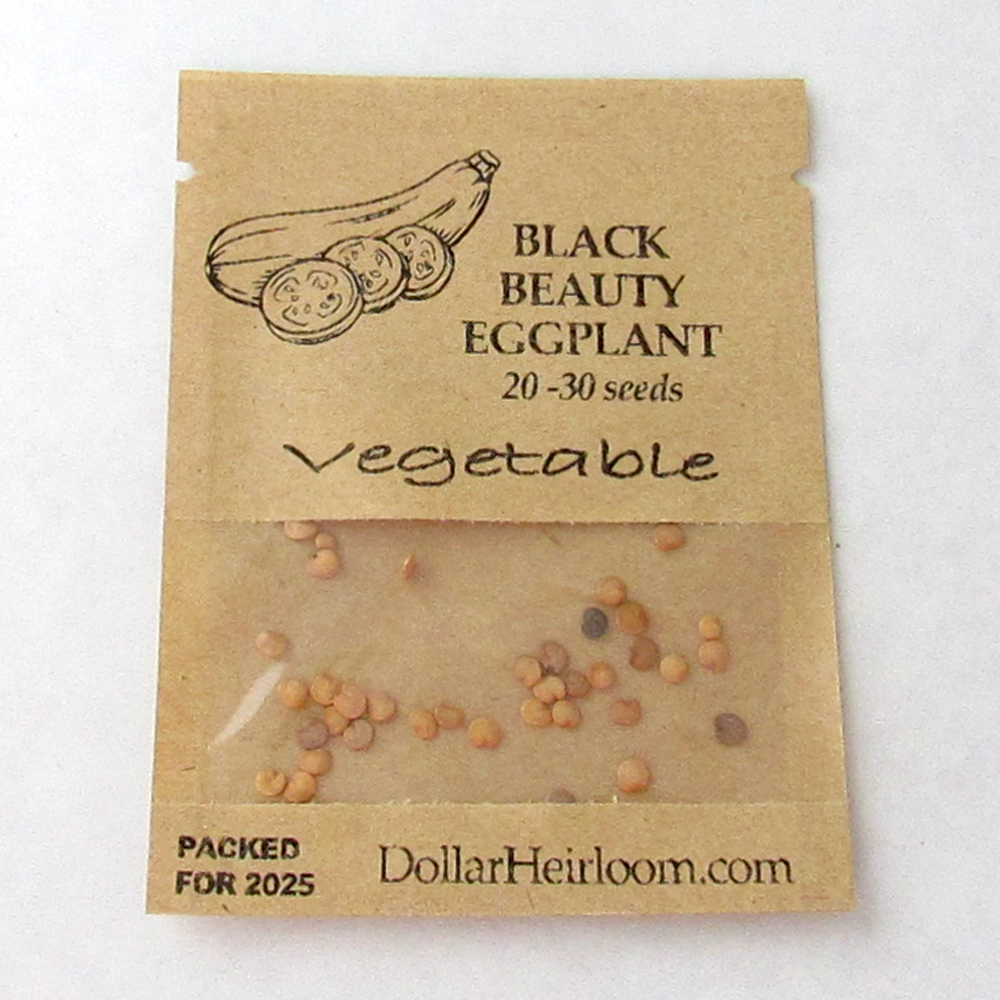 BLACK
BEAUTY
EGGPLANT
20 -30 seeds
Vegetable
PACKED
FOR 2025
DollarHeirloom.com